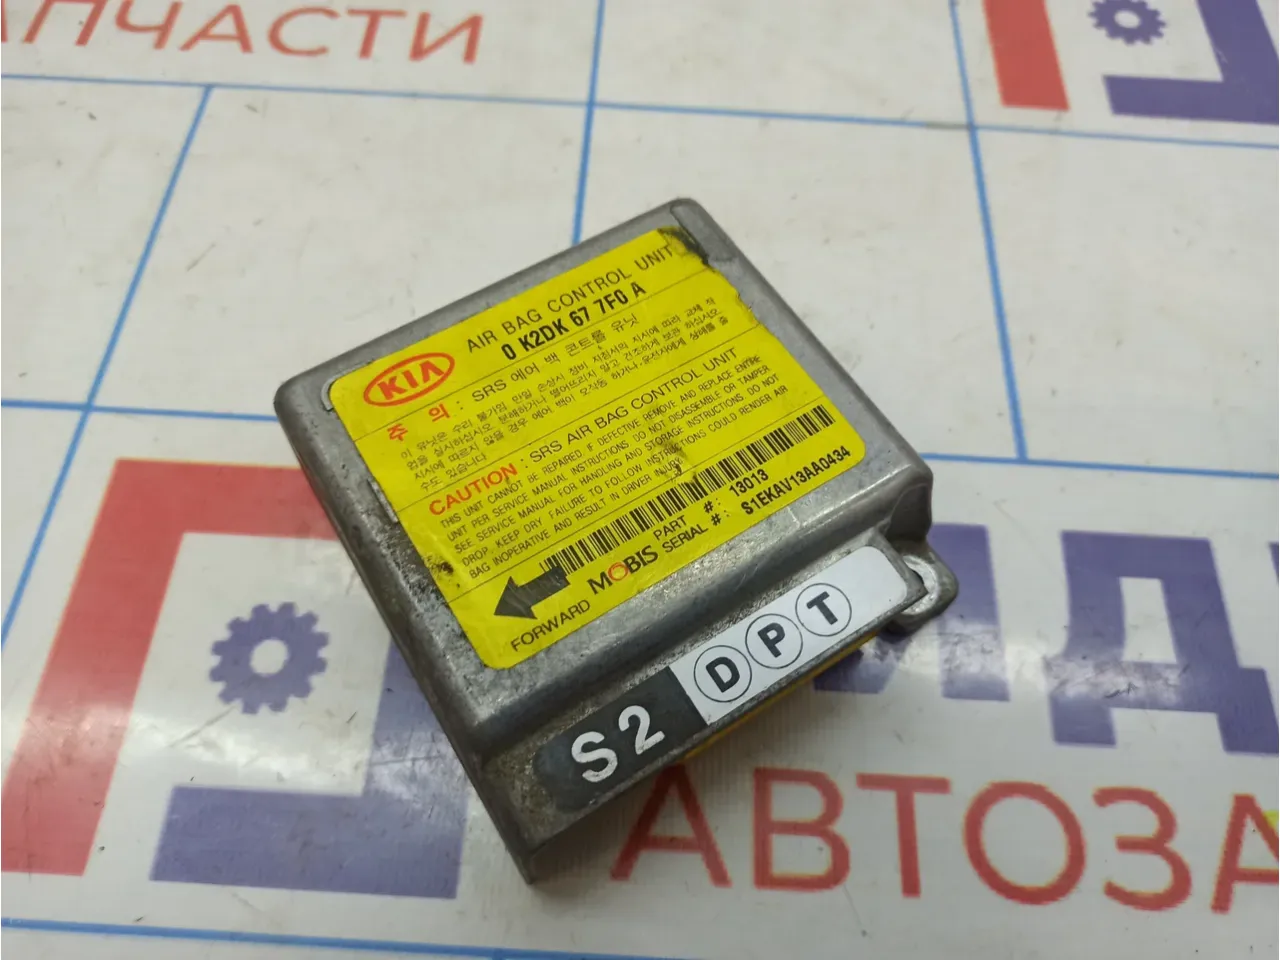 ПЧАСТИ
KIA
AIR BAG CONTROL UNIT
0 K2DK 67 7F0 A
주 의 : SRS 에어 백 콘트롤 유닛
CAUTION : SRS AIR BAG CONTROL UNIT
THIS UNIT CANNOT BE REPAIRED. IF DEFECTIVE REMOVE AND REPLACE ENTIRE
UNIT PER SERVICE MANUAL INSTRUCTIONS. DO NOT DISASSEMBLE OR TAMPER
SEE SERVICE MANUAL FOR HANDLING AND STORAGE INSTRUCTIONS. DO NOT
DROP, KEEP DRY. FAILURE TO FOLLOW INSTRUCTIONS COULD RENDER AIR
BAG INOPERATIVE AND RESULT IN DRIVER INJURY.
FORWARD
MOBIS
PART #: 13013
SERIAL #: S1EKAV13AA0434
S2
D P T
АВТОЗА